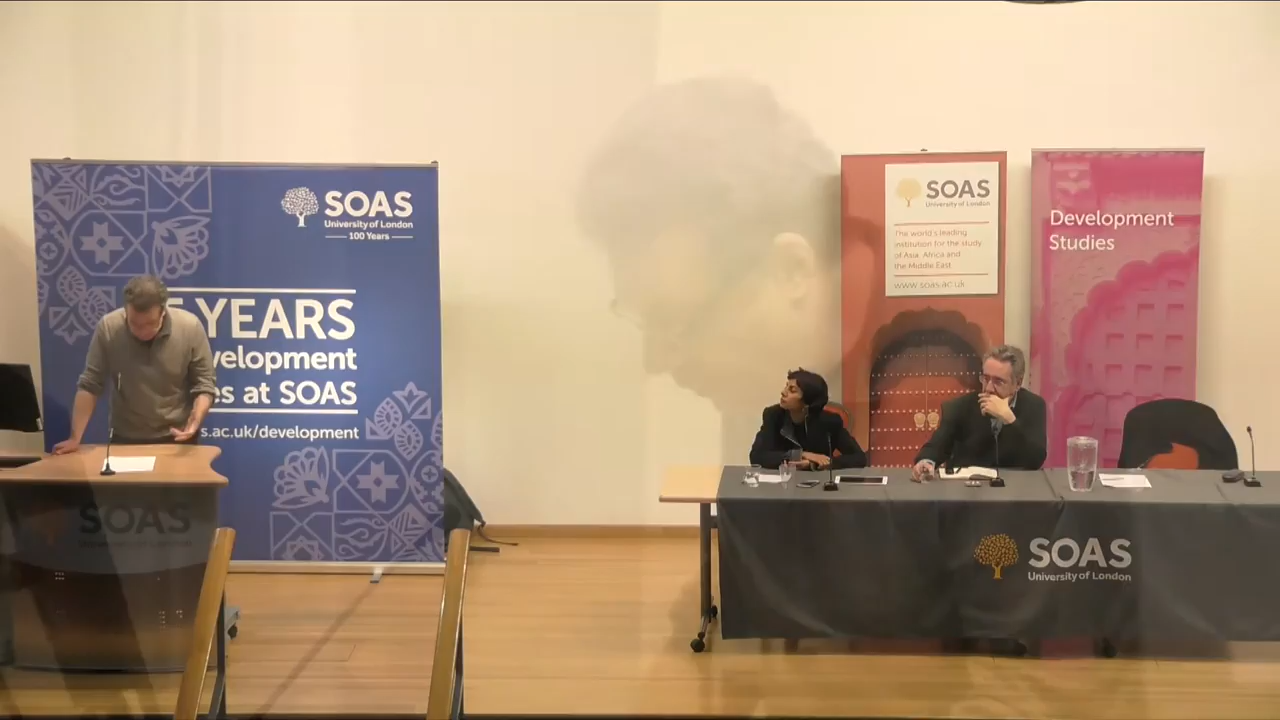 SOAS
University of London
100 Years
YEARS
velopment
es at SOAS
s.ac.uk/development
SOAS
University of London
The world's leading
institution for the study
of Asia, Africa and
the Middle East
www.soas.ac.uk
Development
Studies
SOAS
SOAS
University of London